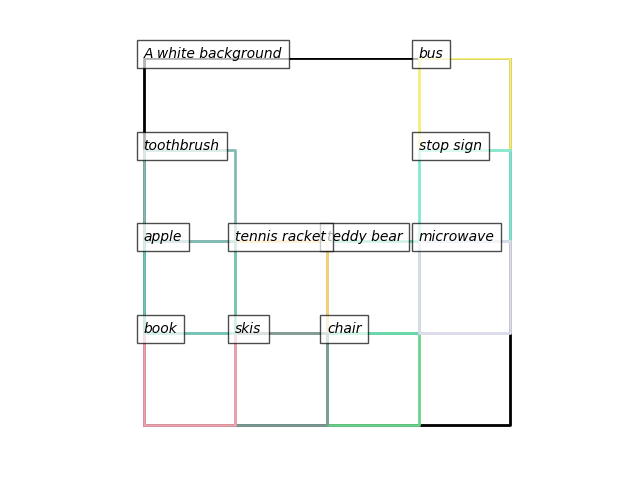 A white background
bus
toothbrush
stop sign
apple
tennis racket
teddy bear
microwave
book
skis
chair